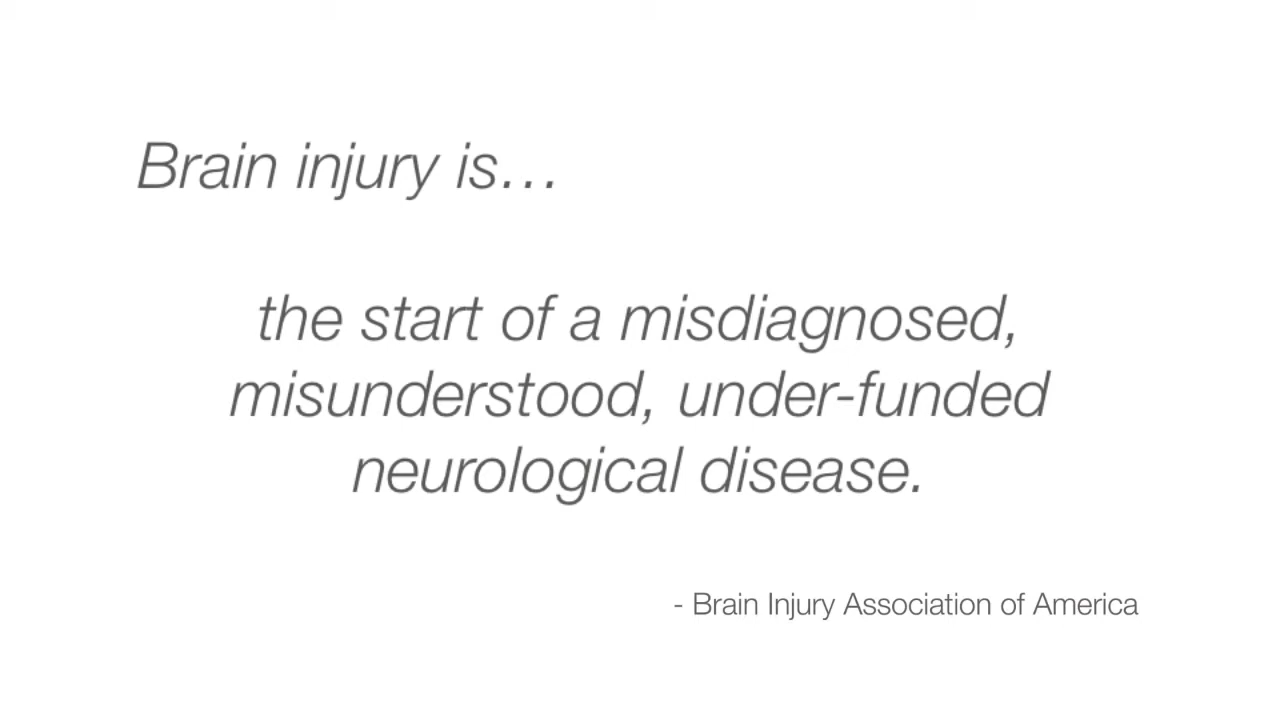 Brain injury is…
the start of a misdiagnosed,
misunderstood, under-funded
neurological disease.
- Brain Injury Association of America